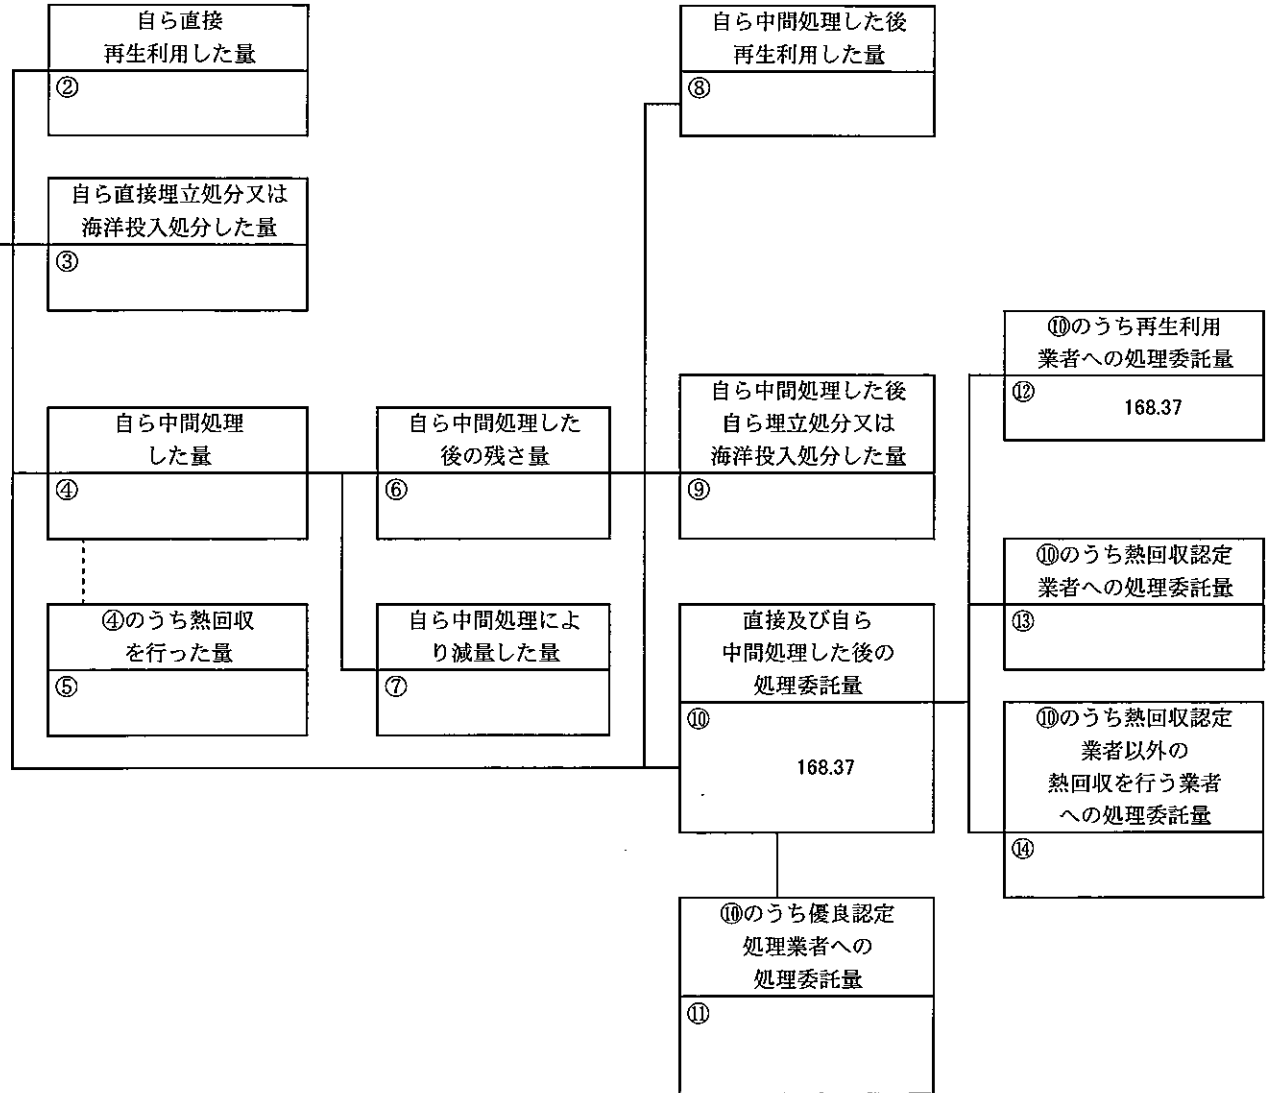 自ら直接
再生利用した量
②
自ら中間処理した後
再生利用した量
⑧
自ら直接埋立処分又は
海洋投入処分した量
③
自ら中間処理
した量
④
自ら中間処理した
後の残さ量
⑥
自ら中間処理した後
自ら埋立処分又は
海洋投入処分した量
⑨
⑩のうち再生利用
業者への処理委託量
⑫
168.37
④のうち熱回収
を行った量
⑤
自ら中間処理によ
り減量した量
⑦
直接及び自ら
中間処理した後の
処理委託量
⑩
168.37
⑩のうち熱回収認定
業者への処理委託量
⑬
⑩のうち熱回収認定
業者以外の
熱回収を行う業者
への処理委託量
⑭
⑩のうち優良認定
処理業者への
処理委託量
⑪